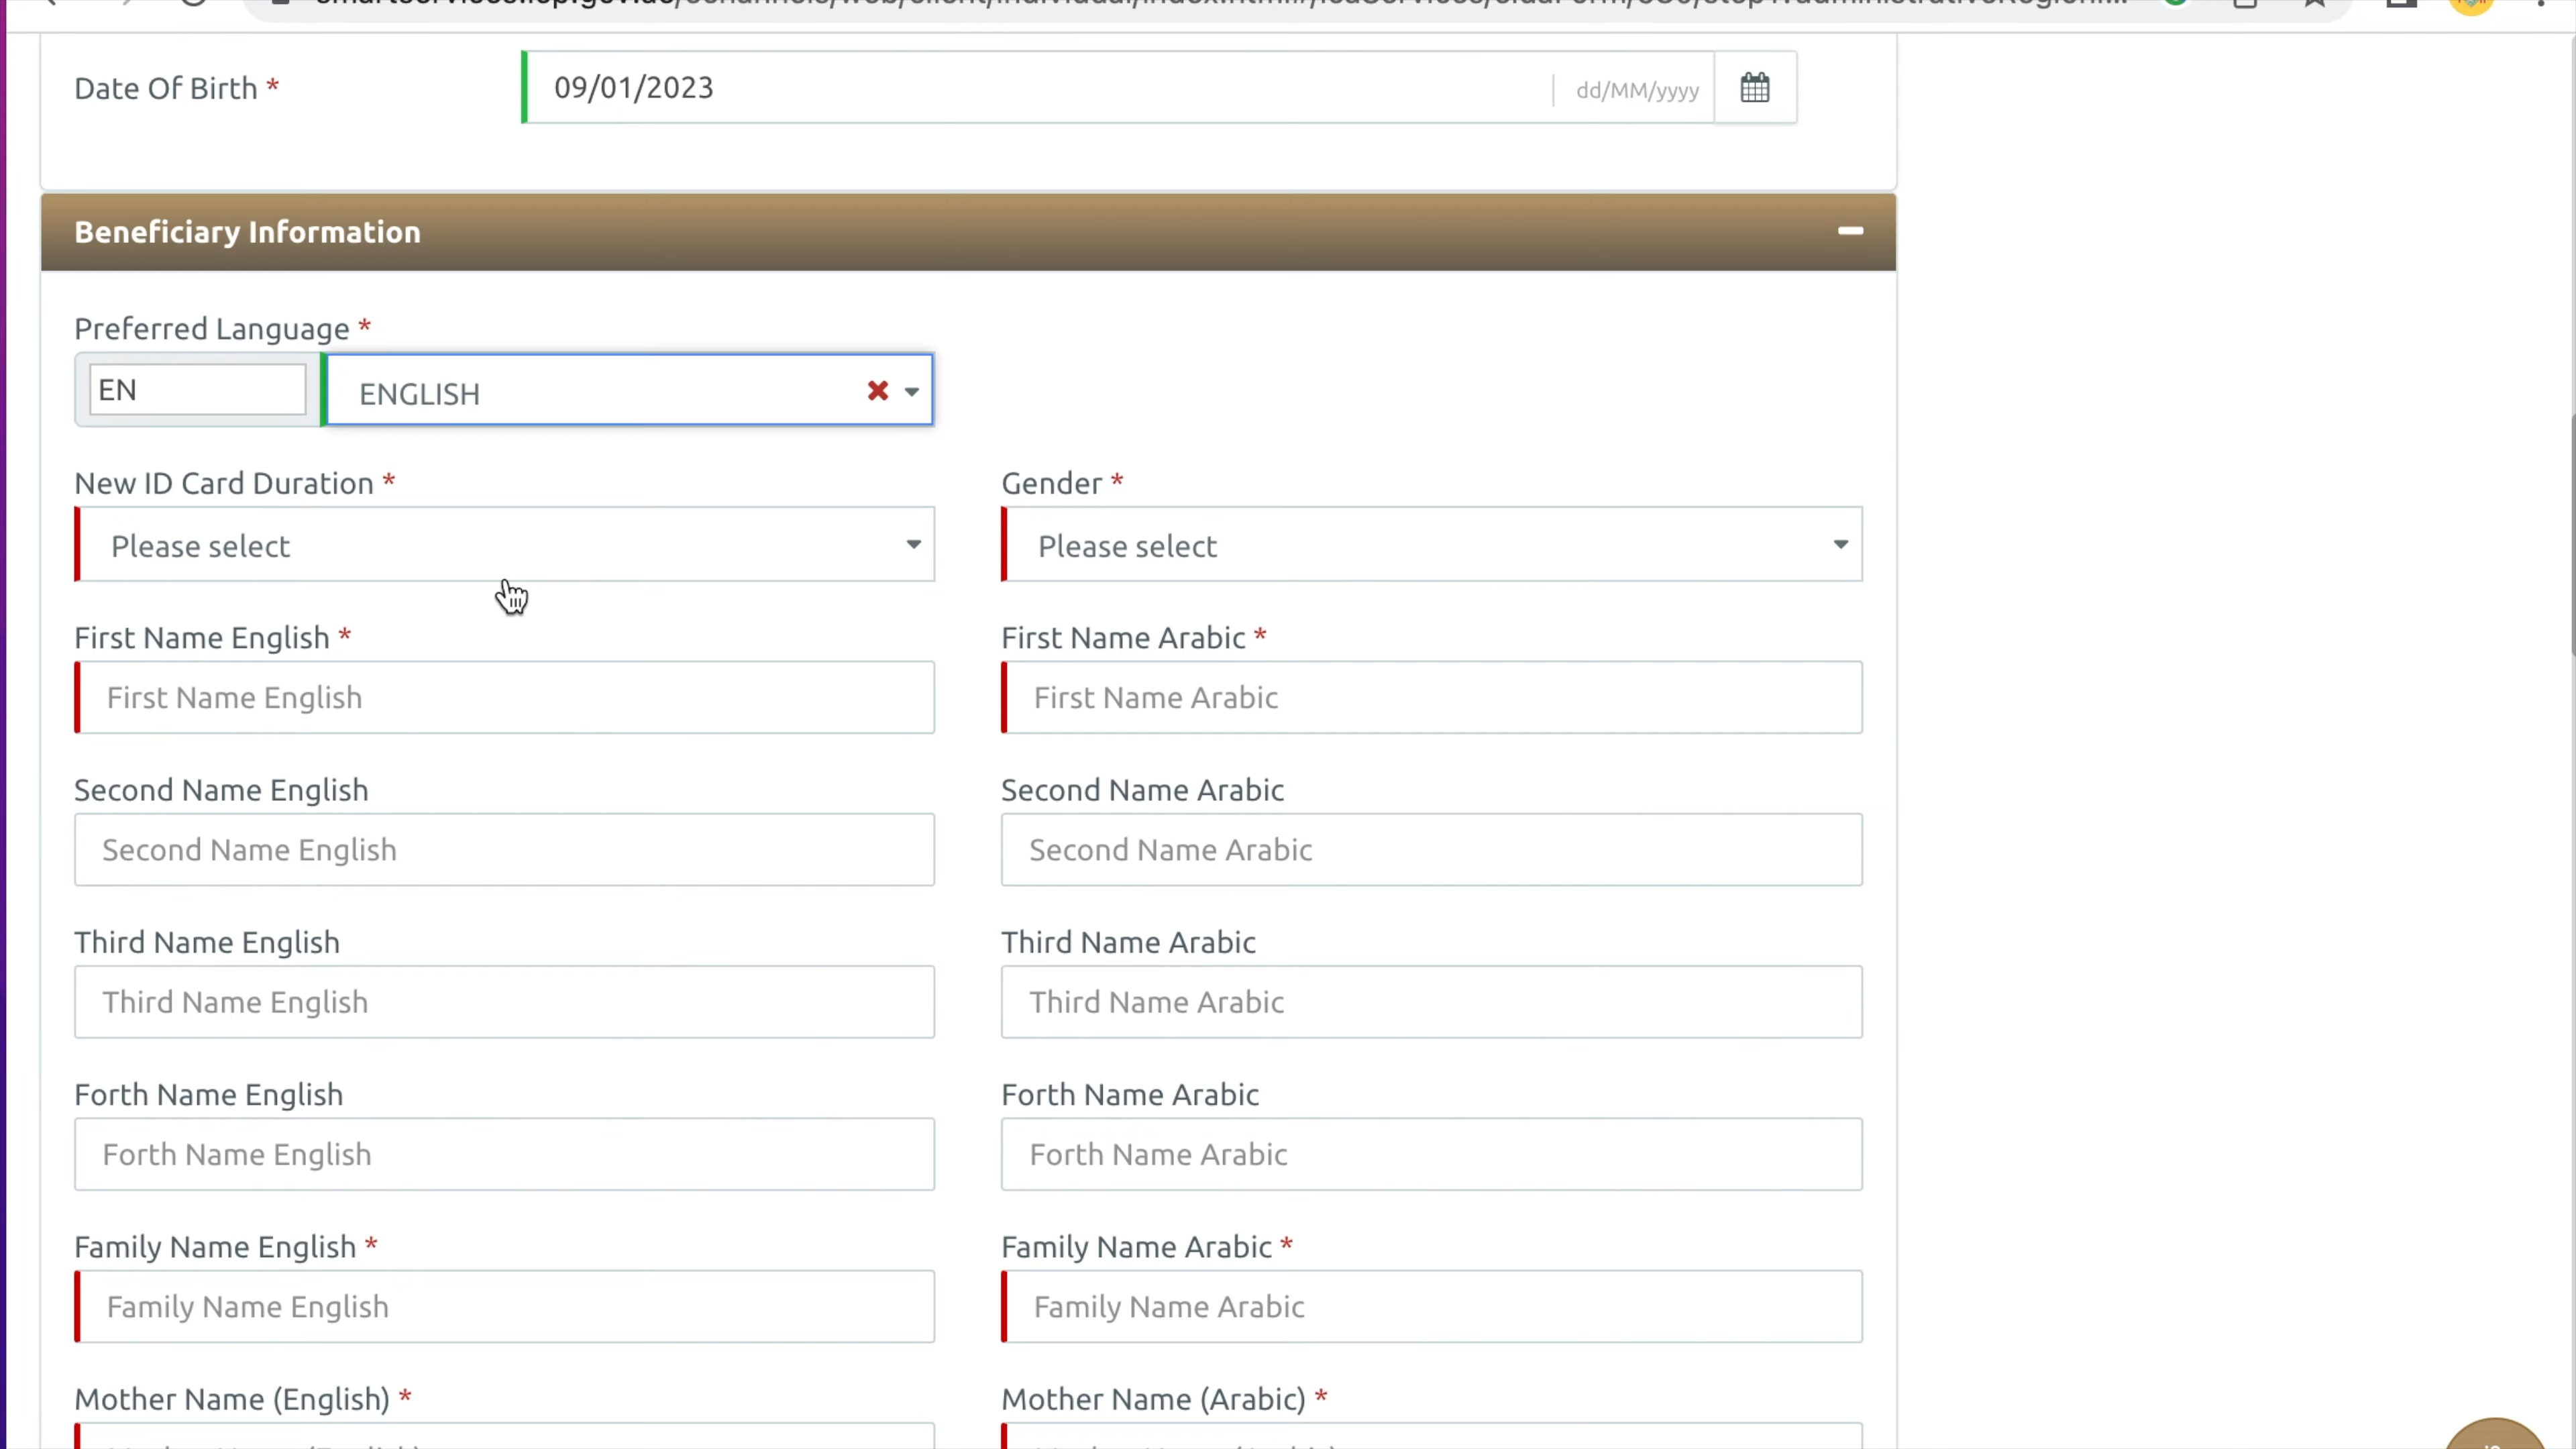 Date Of Birth *
09/01/2023
dd/MM/yyyy
Beneficiary Information
Preferred Language *
EN
ENGLISH
New ID Card Duration *
Gender *
Please select
Please select
First Name English *
First Name Arabic *
First Name English
First Name Arabic
Second Name English
Second Name Arabic
Second Name English
Second Name Arabic
Third Name English
Third Name Arabic
Third Name English
Third Name Arabic
Forth Name English
Forth Name Arabic
Forth Name English
Forth Name Arabic
Family Name English *
Family Name Arabic *
Family Name English
Family Name Arabic
Mother Name (English) *
Mother Name (Arabic) *